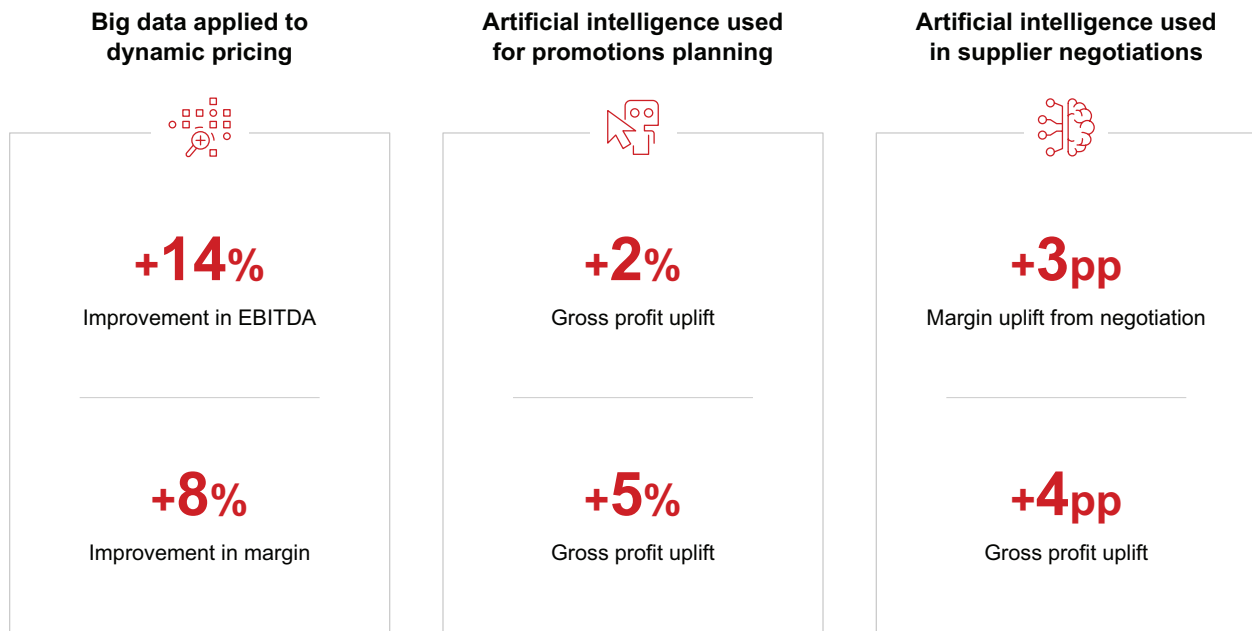 Big data applied to
dynamic pricing
+14%
Improvement in EBITDA
+8%
Improvement in margin
Artificial intelligence used
for promotions planning
+2%
Gross profit uplift
+5%
Gross profit uplift
Artificial intelligence used
in supplier negotiations
+3pp
Margin uplift from negotiation
+4pp
Gross profit uplift